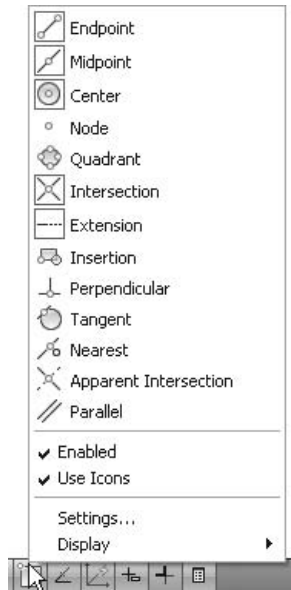 Endpoint
Midpoint
Center
Node
Quadrant
Intersection
Extension
Insertion
Perpendicular
Tangent
Nearest
Apparent Intersection
Parallel
Enabled
Use Icons
Settings...
Display